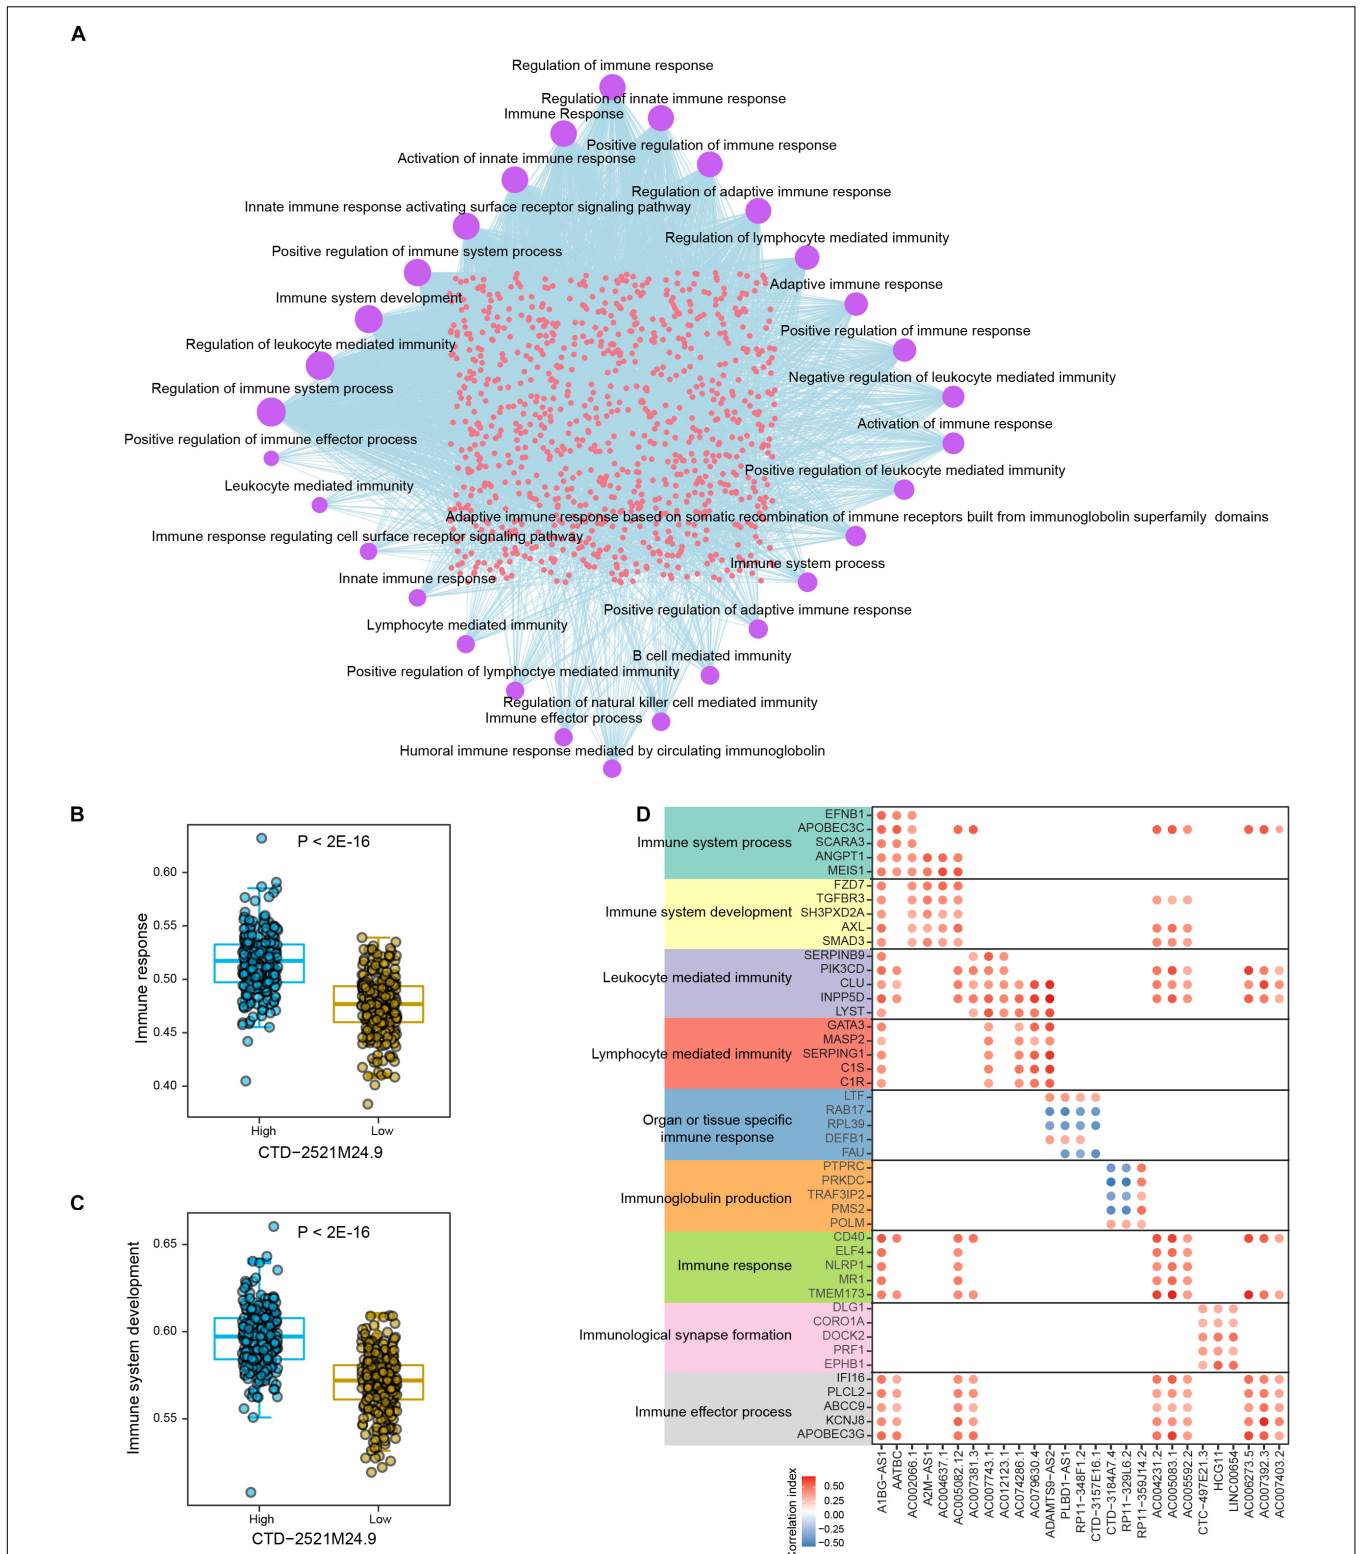 A
Regulation of immune response
Regulation of innate immune response
Immune Response
Positive regulation of immune response
Activation of innate immune response
Regulation of adaptive immune response
Innate immune response activating surface receptor signaling pathway
Regulation of lymphocyte mediated immunity
Positive regulation of immune system process
Adaptive immune response
Immune system development
Positive regulation of immune response
Regulation of leukocyte mediated immunity
Negative regulation of leukocyte mediated immunity
Regulation of immune system process
Activation of immune response
Positive regulation of immune effector process
Positive regulation of leukocyte mediated immunity
Leukocyte mediated immunity
Adaptive immune response based on somatic recombination of immune receptors built from immunoglobulin superfamily domains
Immune response regulating cell surface receptor signaling pathway
Immune system process
Innate immune response
Positive regulation of adaptive immune response
Lymphocyte mediated immunity
B cell mediated immunity
Positive regulation of lymphoctye mediated immunity
Regulation of natural killer cell mediated immunity
Immune effector process
Humoral immune response mediated by circulating immunoglobolin
B
P < 2E-16
Immune response
0.60
0.55
0.50
0.45
0.40
High
Low
CTD−2521M24.9
C
P < 2E-16
Immune system development
0.65
0.60
0.55
High
Low
CTD−2521M24.9
D
Immune system process
EFNB1
APOBEC3C
SCARA3
ANGPT1
MEIS1
Immune system development
FZD7
TGFBR3
SH3PXD2A
AXL
SMAD3
Leukocyte mediated immunity
SERPINB9
PIK3CD
CLU
INPP5D
LYST
Lymphocyte mediated immunity
GATA3
MASP2
SERPING1
C1S
C1R
Organ or tissue specific
immune response
LTF
RAB17
RPL39
DEFB1
FAU
Immunoglobulin production
PTPRC
PRKDC
TRAF3IP2
PMS2
POLM
Immune response
CD40
ELF4
NLRP1
MR1
TMEM173
Immunological synapse formation
DLG1
CORO1A
DOCK2
PRF1
EPHB1
Immune effector process
IFI16
PLCL2
ABCC9
KCNJ8
APOBEC3G
A1BG−AS1
AATBC
AC002066.1
A2M−AS1
AC004637.1
AC005082.12
AC007381.3
AC007743.1
AC012123.1
AC074286.1
AC079630.4
ADAMTS9−AS2
PLBD1−AS1
RP11−348F1.2
CTD−3157E16.1
CTD−3184A7.4
RP11−329L6.2
RP11−359J14.2
AC004231.2
AC005083.1
AC005592.2
CTC−497E21.3
HCG11
LINC00654
AC006273.5
AC007392.3
AC007403.2
Correlation index
0.50
0.25
0.00
−0.25
−0.50